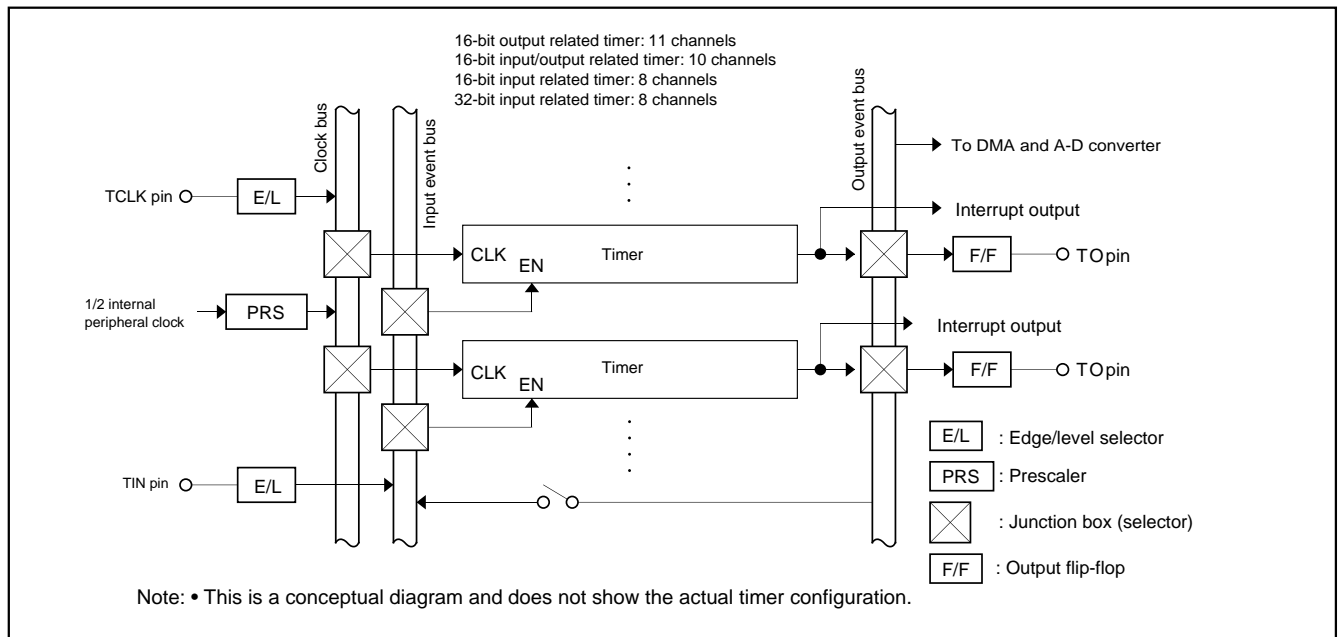 16-bit output related timer: 11 channels
16-bit input/output related timer: 10 channels
16-bit input related timer: 8 channels
32-bit input related timer: 8 channels
Clock bus
Input event bus
Output event bus
To DMA and A-D converter
TCLK pin
E/L
Interrupt output
CLK
EN
Timer
F/F
TO pin
1/2 internal
peripheral clock
PRS
Interrupt output
CLK
EN
Timer
F/F
TO pin
TIN pin
E/L
E/L : Edge/level selector
PRS : Prescaler
: Junction box (selector)
F/F : Output flip-flop
Note: • This is a conceptual diagram and does not show the actual timer configuration.